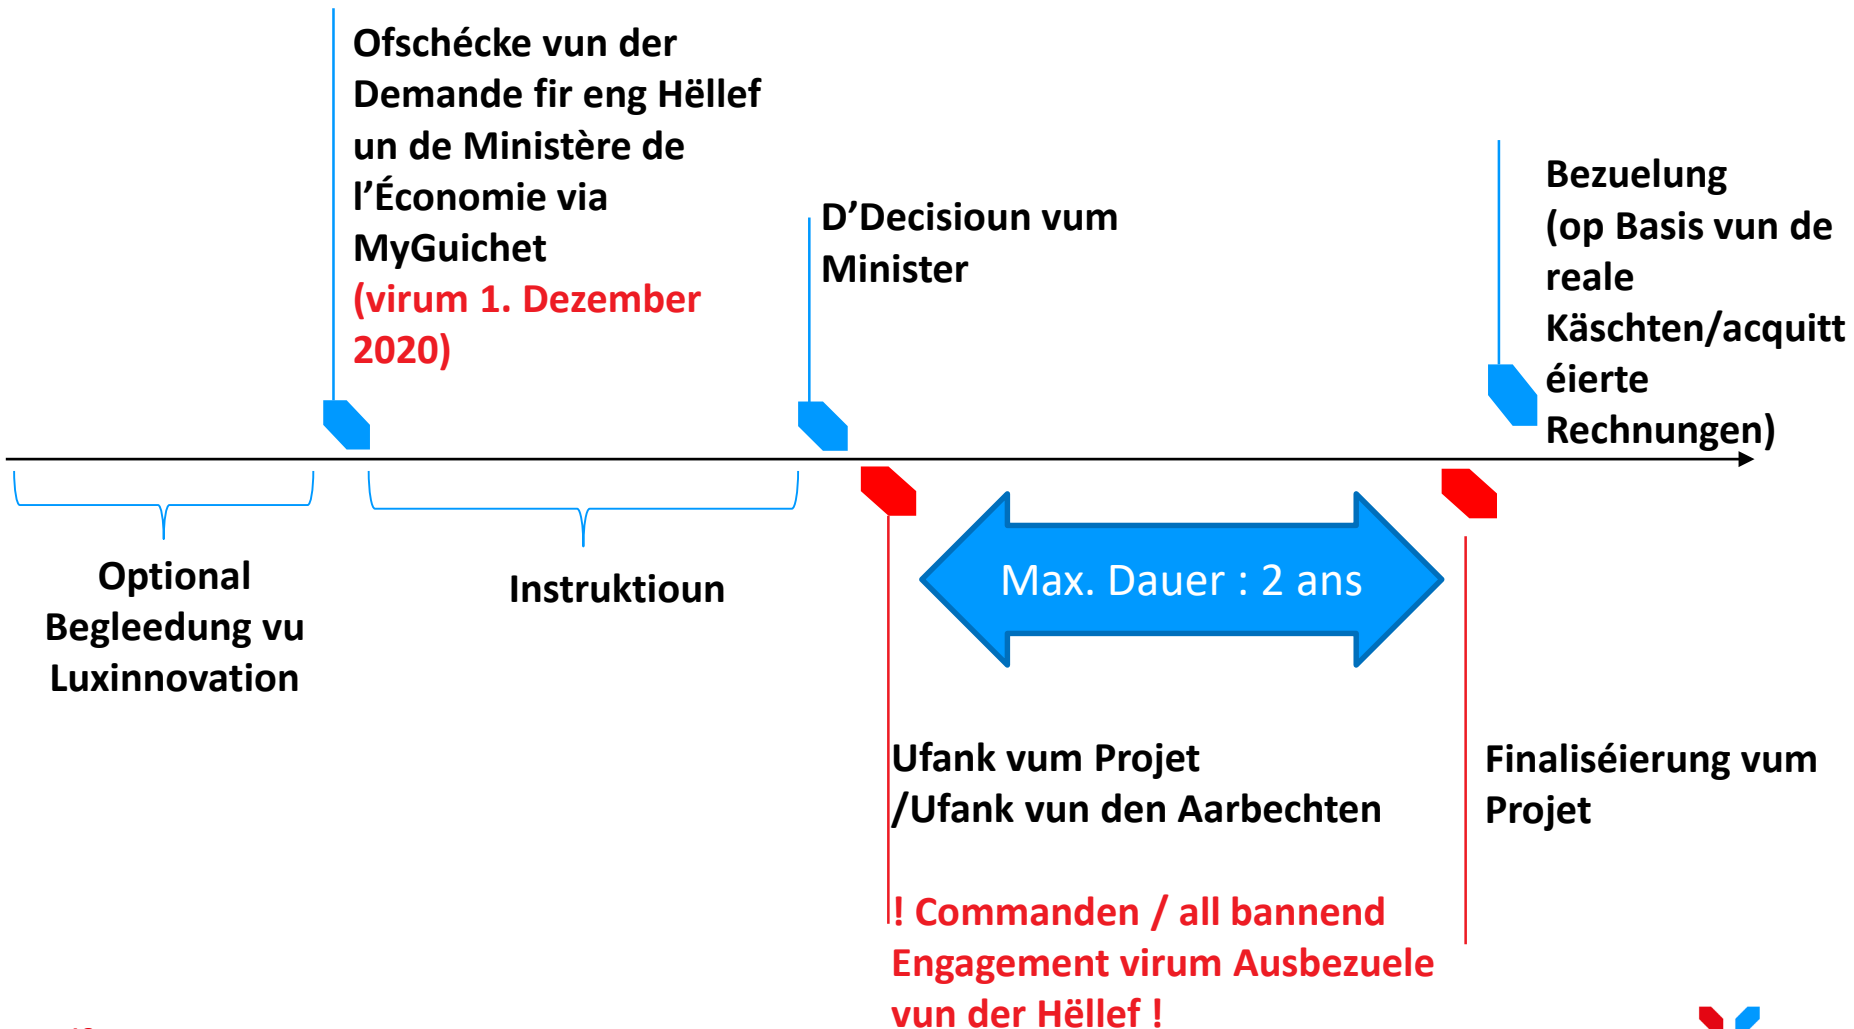 Ofschécke vun der
Demande fir eng Hëllef
un de Ministère de
l’Économie via
MyGuichet
(virum 1. Dezember
2020)
D’Decisioun vum
Minister
Bezuelung
(op Basis vun de
reale
Käschten/acquitt
éierte
Rechnungen)
Optional
Begleedung vu
Luxinnovation
Instruktioun
Max. Dauer : 2 ans
Ufank vum Projet
/Ufank vun den Aarbechten
! Commanden / all bannend
Engagement virum Ausbezuele
vun der Hëllef !
Finaliséierung vum
Projet